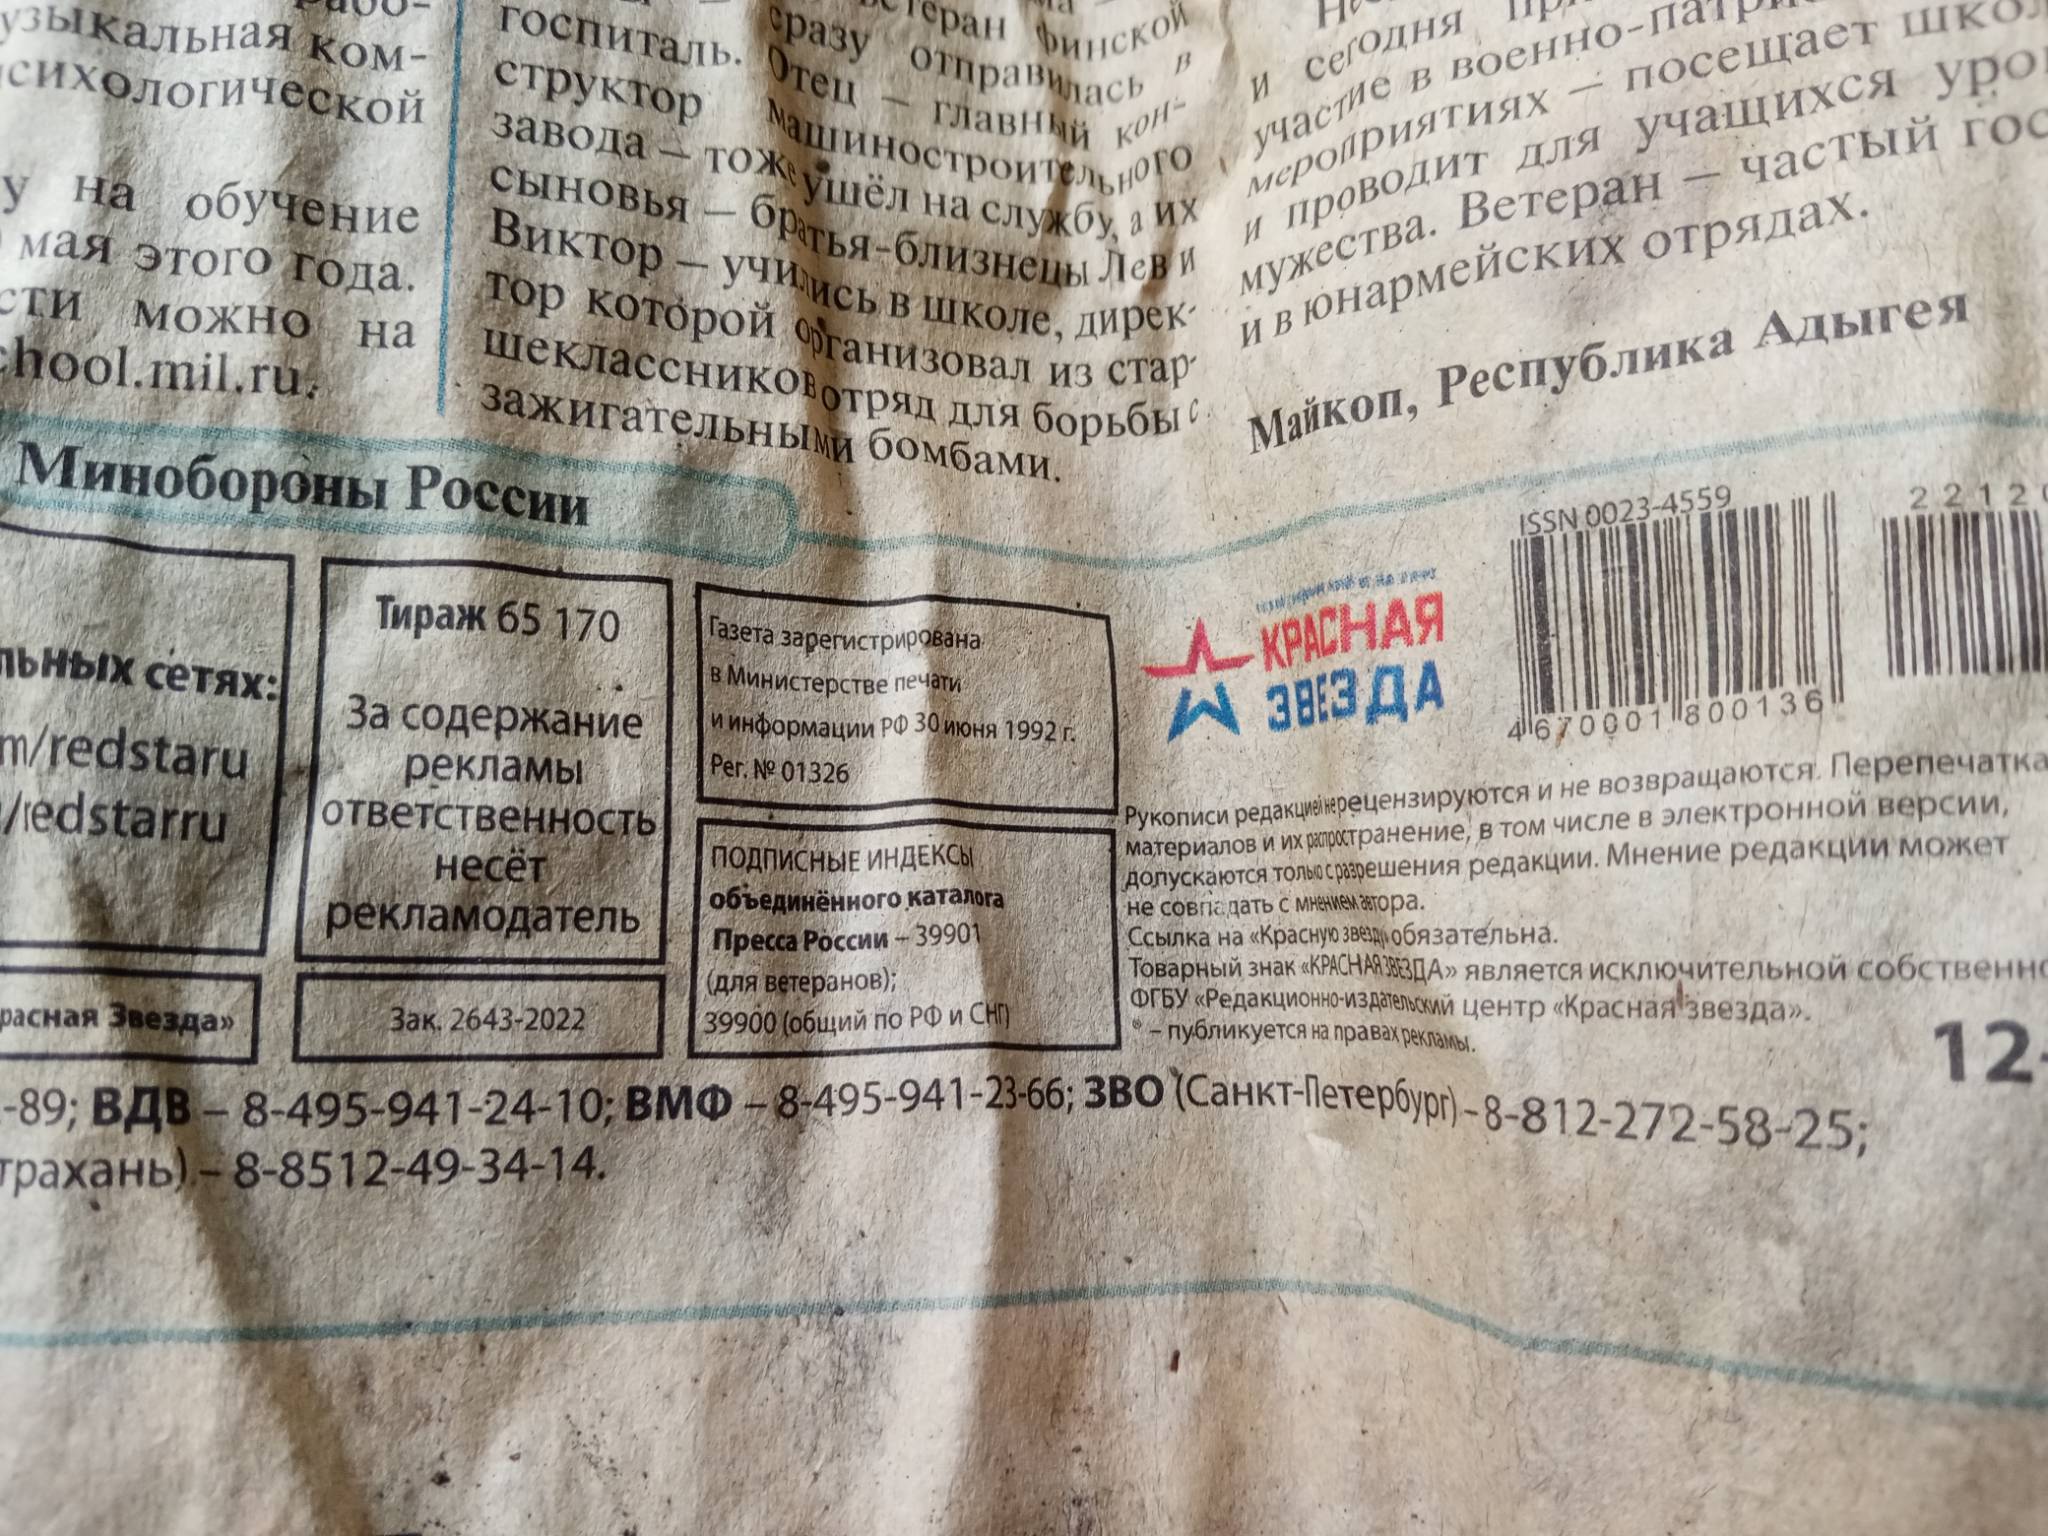 узыкальная ком-
психологической
у на обучение
мая этого года.
сти можно на
chool.mil.ru.
госпиталь. Отец – главный кон-
структор машиностроительного
завода – тоже ушёл на службу, а их
сыновья – братья-близнецы Лев и
Виктор – учились в школе, дирек-
тор которой организовал из стар-
шеклассников отряд для борьбы с
зажигательными бомбами.
и сегодня
участие в военно-
мероприятиях – посещает
и проводит для учащихся
мужества. Ветеран – частый
и в юнармейских отрядах.
Майкоп, Республика Адыгея
Минобороны России
льных сетях:
m/redstaru
/redstarru
расная Звезда»
Тираж 65 170
За содержание
рекламы
ответственность
несёт
рекламодатель
Зак. 2643-2022
Газета зарегистрирована
в Министерстве печати
и информации РФ 30 июня 1992 г.
Рег. № 01326
ПОДПИСНЫЕ ИНДЕКСЫ
объединённого каталога
Пресса России – 39901
(для ветеранов);
39900 (общий по РФ и СНГ)
КРАСНАЯ
ЗВЕЗДА
ISSN 0023-4559
4 670001 800136
2212
Рукописи редакцией не рецензируются и не возвращаются. Перепечатка
материалов и их распространение, в том числе в электронной версии,
допускаются только с разрешения редакции. Мнение редакции может
не совпадать с мнением автора.
Ссылка на «Красную звезду» обязательна.
Товарный знак «КРАСНАЯ ЗВЕЗДА» является исключительной собственно
ФГБУ «Редакционно-издательский центр «Красная звезда».
* – публикуется на правах рекламы.
12-
-89; ВДВ – 8-495-941-24-10; ВМФ – 8-495-941-23-66; ЗВО (Санкт-Петербург) – 8-812-272-58-25;
трахань) – 8-8512-49-34-14.